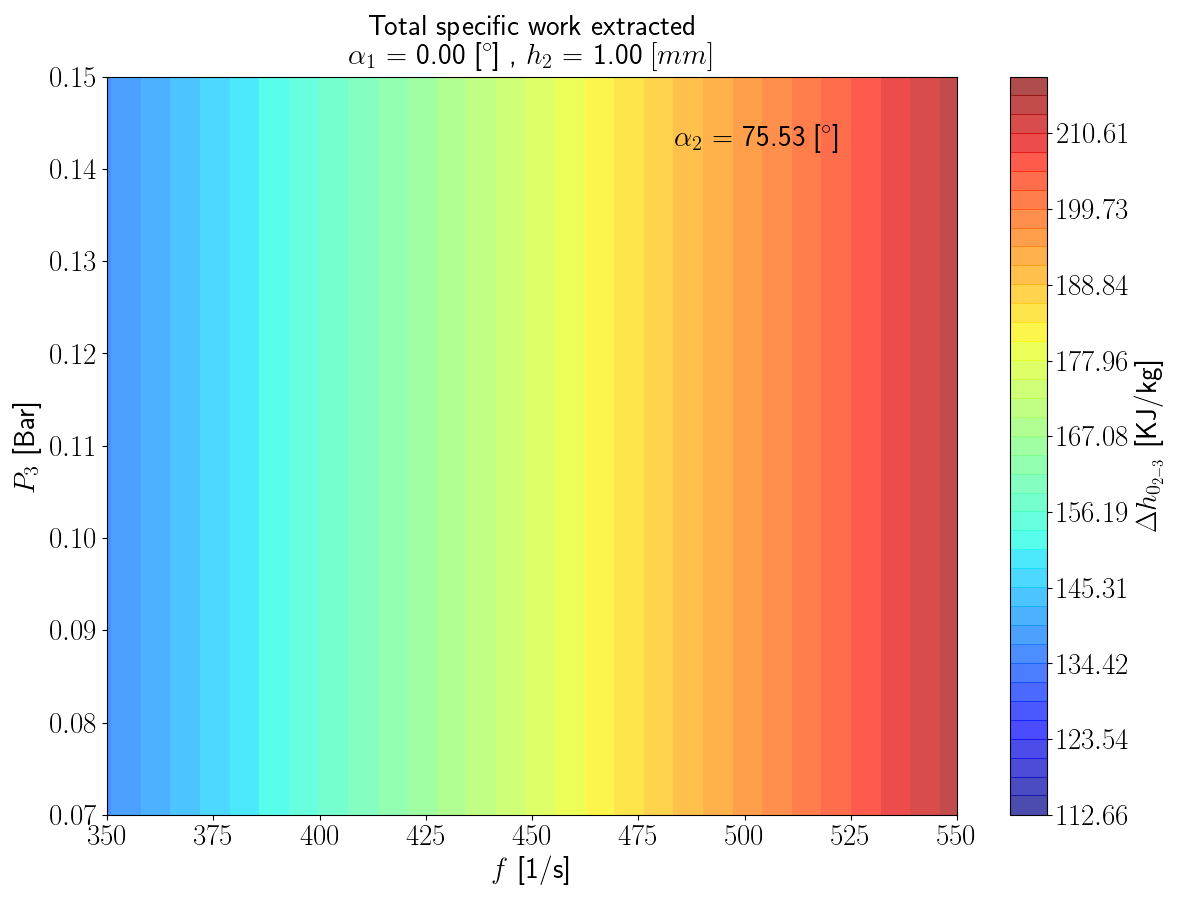 Total specific work extracted
α₁ = 0.00 [°] , h₂ = 1.00 [mm]
α₂ = 75.53 [°]
0.15
0.14
0.13
0.12
0.11
0.10
0.09
0.08
0.07
P₃ [Bar]
350 375 400 425 450 475 500 525 550
f [1/s]
210.61
199.73
188.84
177.96
167.08
156.19
145.31
134.42
123.54
112.66
Δh₀₂₋₃ [KJ/kg]